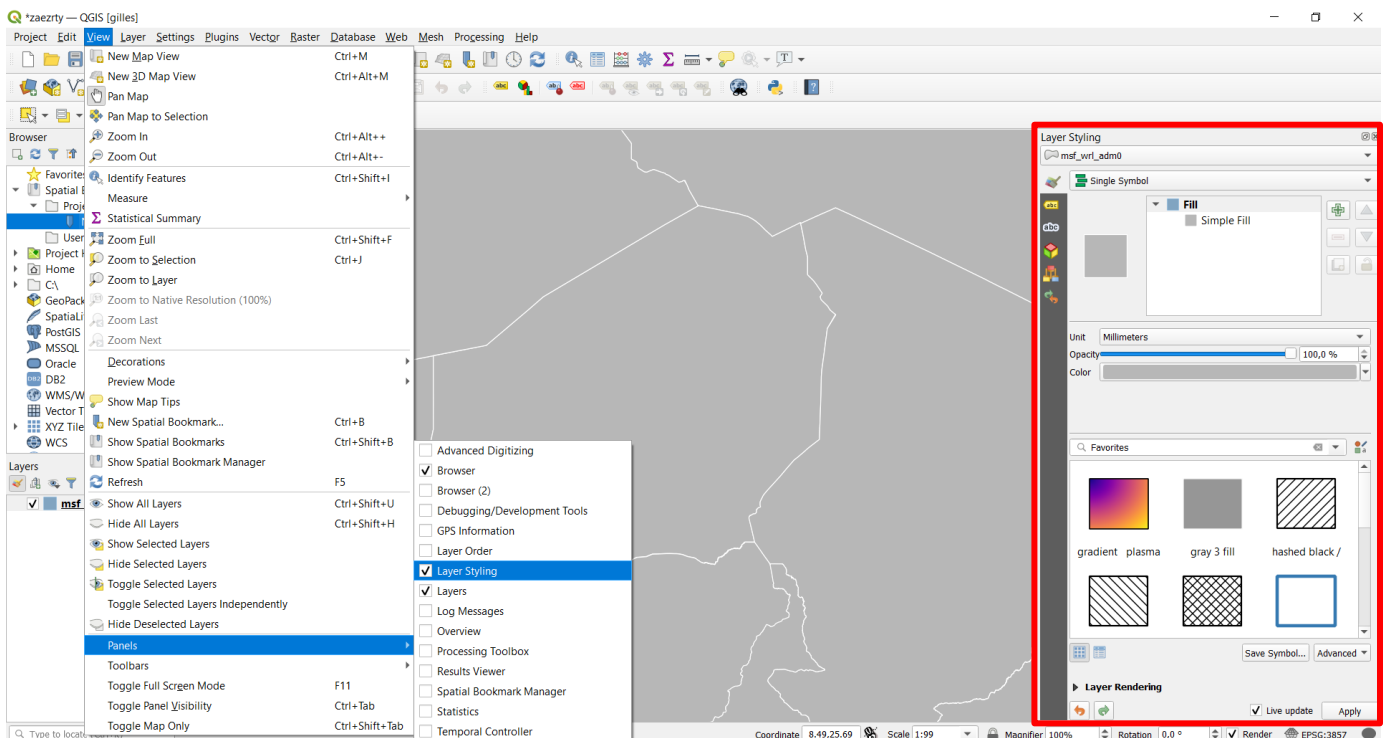 *zaezrty — QGIS [gilles]
Project Edit View Layer Settings Plugins Vector Raster Database Web Mesh Processing Help
New Map View Ctrl+M
New 3D Map View Ctrl+Alt+M
Pan Map
Pan Map to Selection
Zoom In Ctrl+Alt++
Zoom Out Ctrl+Alt+-
Identify Features Ctrl+Shift+I
Measure
Statistical Summary
Zoom Full Ctrl+Shift+F
Zoom to Selection Ctrl+J
Zoom to Layer
Zoom to Native Resolution (100%)
Zoom Last
Zoom Next
Decorations
Preview Mode
Show Map Tips
New Spatial Bookmark... Ctrl+B
Show Spatial Bookmarks Ctrl+Shift+B
Show Spatial Bookmark Manager
Refresh F5
Show All Layers Ctrl+Shift+U
Hide All Layers Ctrl+Shift+H
Show Selected Layers
Hide Selected Layers
Toggle Selected Layers
Toggle Selected Layers Independently
Hide Deselected Layers
Panels
Toolbars
Toggle Full Screen Mode F11
Toggle Panel Visibility Ctrl+Tab
Toggle Map Only Ctrl+Shift+Tab
Browser
Favorites
Spatial B
Proje
User
Project H
Home
C:\
GeoPack
SpatiaLi
PostGIS
MSSQL
Oracle
DB2
WMS/W
Vector T
XYZ Tile
WCS
Layers
msf
Advanced Digitizing
Browser
Browser (2)
Debugging/Development Tools
GPS Information
Layer Order
Layer Styling
Layers
Log Messages
Overview
Processing Toolbox
Results Viewer
Spatial Bookmark Manager
Statistics
Temporal Controller
Layer Styling
msf_wrl_adm0
Single Symbol
Fill
Simple Fill
Unit Millimeters
Opacity 100,0 %
Color
Favorites
gradient plasma gray 3 fill hashed black /
Save Symbol... Advanced
Layer Rendering
Live update Apply
Type to locate
Coordinate 8.49,25.69 Scale 1:99 Magnifier 100% Rotation 0,0 ° Render EPSG:3857